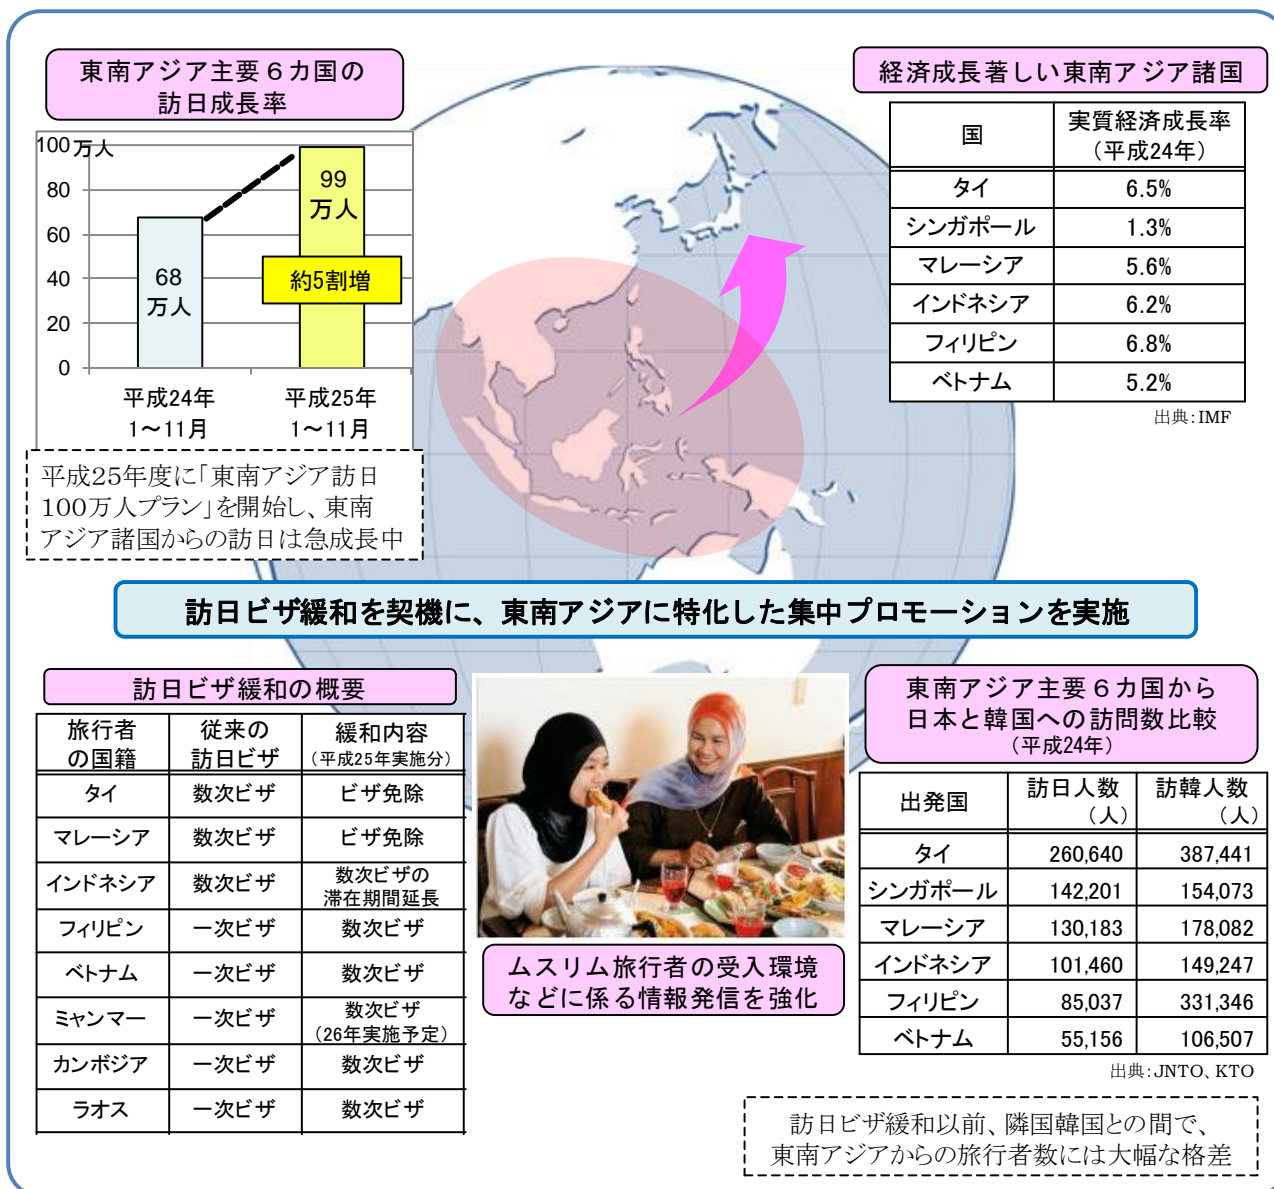 東南アジア主要６カ国の
訪日成長率
100万人
80
60
40
20
0
68
万人
99
万人
約5割増
平成24年
1～11月
平成25年
1～11月
平成25年度に「東南アジア訪日
100万人プラン」を開始し、東南
アジア諸国からの訪日は急成長中
経済成長著しい東南アジア諸国
国 実質経済成長率
（平成24年）
タイ 6.5%
シンガポール 1.3%
マレーシア 5.6%
インドネシア 6.2%
フィリピン 6.8%
ベトナム 5.2%
出典：IMF
訪日ビザ緩和を契機に、東南アジアに特化した集中プロモーションを実施
訪日ビザ緩和の概要
旅行者 従来の 緩和内容
の国籍 訪日ビザ （平成25年実施分）
タイ 数次ビザ ビザ免除
マレーシア 数次ビザ ビザ免除
インドネシア 数次ビザ 数次ビザの
滞在期間延長
フィリピン 一次ビザ 数次ビザ
ベトナム 一次ビザ 数次ビザ
ミャンマー 一次ビザ 数次ビザ
（26年実施予定）
カンボジア 一次ビザ 数次ビザ
ラオス 一次ビザ 数次ビザ
ムスリム旅行者の受入環境
などに係る情報発信を強化
東南アジア主要６カ国から
日本と韓国への訪問数比較
（平成24年）
出発国 訪日人数 訪韓人数
（人） （人）
タイ 260,640 387,441
シンガポール 142,201 154,073
マレーシア 130,183 178,082
インドネシア 101,460 149,247
フィリピン 85,037 331,346
ベトナム 55,156 106,507
出典：JNTO、KTO
訪日ビザ緩和以前、隣国韓国との間で、
東南アジアからの旅行者数には大幅な格差